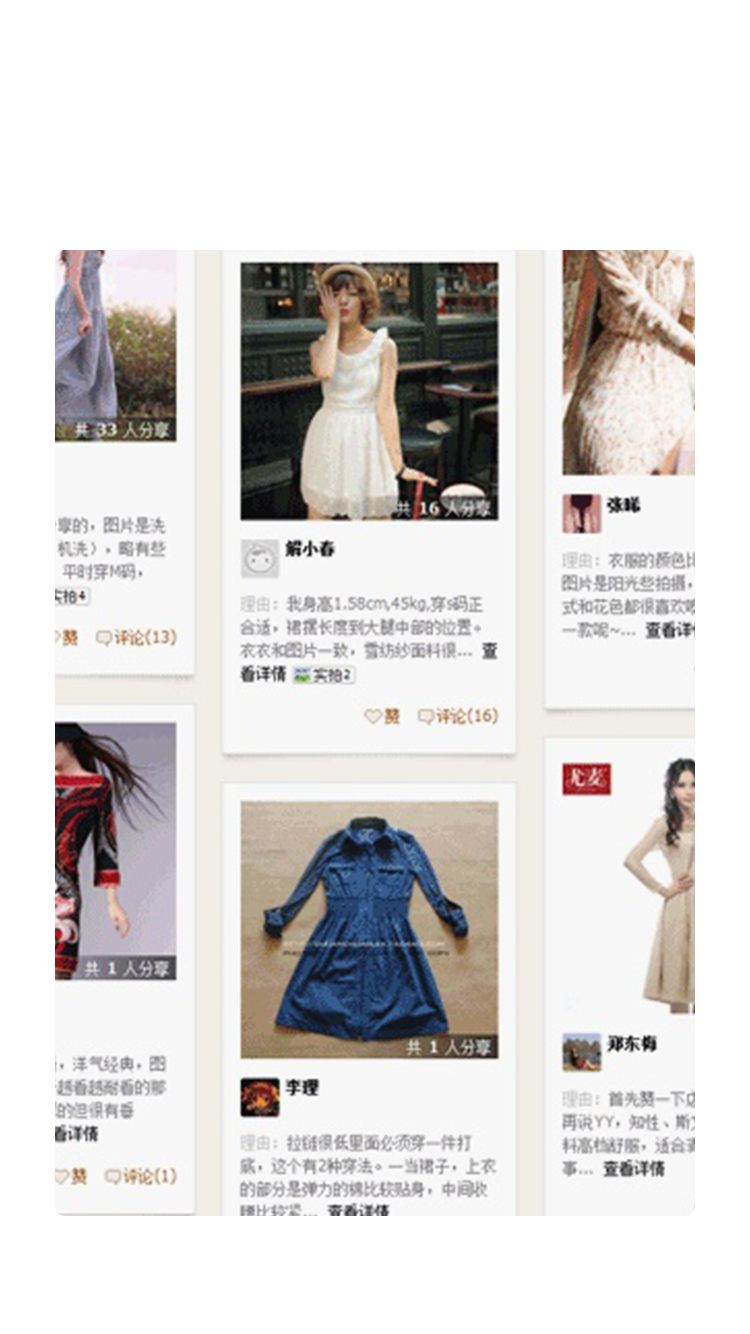 共 33 人分享
享的，图片是洗
机洗），略有些
平时穿M码，
实拍4
赞 评论(13)
共 1 人分享
，洋气经典，图
越看越耐看的那
的但很有垂
看详情
赞 评论(1)
共 16 人分享
解小春
理由：我身高1.58cm,45kg,穿s码正
合适，裙摆长度到大腿中部的位置。
衣衣和图片一致，雪纺纱面料很... 查
看详情 实拍2
赞 评论(16)
共 1 人分享
李理
理由：拉链很低里面必须穿一件打
底，这个有2种穿法。一当裙子，上衣
的部分是弹力的棉比较贴身，中间收
腰比较紧... 查看详情
张睎
理由：衣服的颜色比
图片是阳光些拍摄，
式和花色都很喜欢
一款呢~... 查看详
尤麦
郑东梅
理由：首先赞一下
再说YY，知性、斯
料高档舒服，适合
事... 查看详情